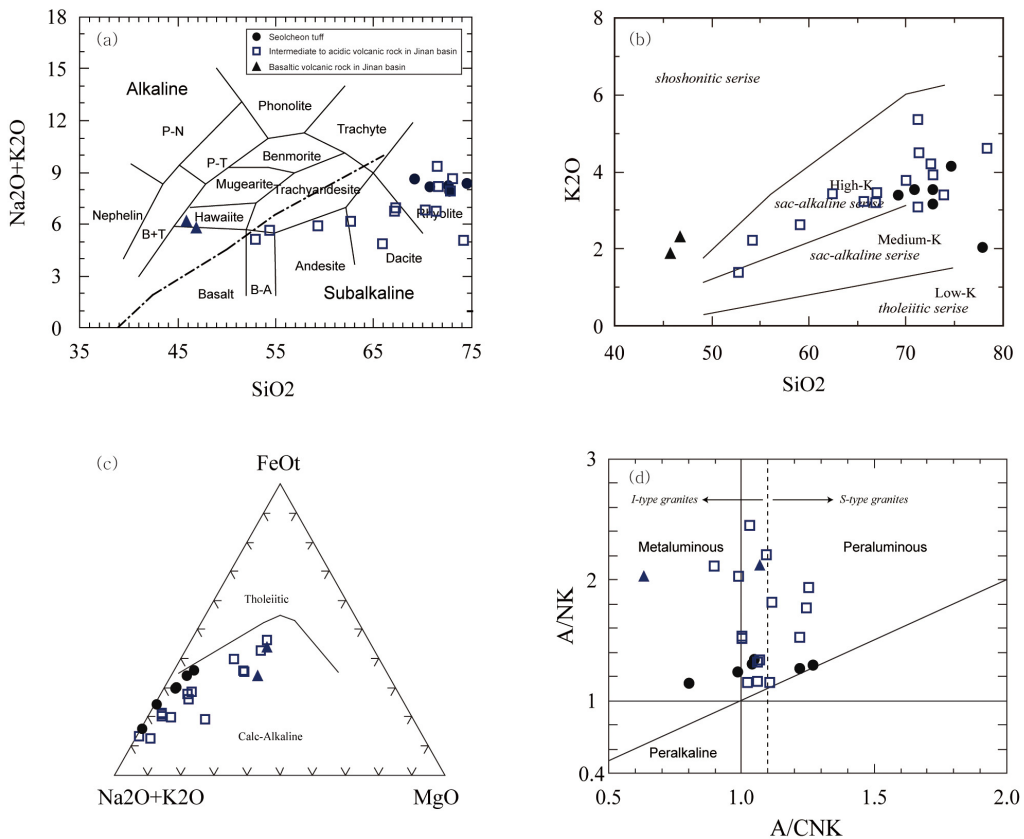 (a)
Seolcheon tuff
Intermediate to acidic volcanic rock in Jinan basin
Basaltic volcanic rock in Jinan basin
18
15
12
9
6
3
0
Na2O+K2O
Alkaline
Phonolite
P-N
Trachyte
P-T
Benmorite
Mugearite
Trachyandesite
Nephelin
Hawaiite
Rhyolite
B+T
Dacite
Andesite
Basalt
B-A
Subalkaline
35
45
55
65
75
SiO2
(b)
8
6
4
2
0
K2O
shoshonitic serise
High-K
sac-alkaline serise
Medium-K
sac-alkaline serise
Low-K
tholeiitic serise
40
50
60
70
80
SiO2
(c)
FeOt
Tholeiitic
Calc-Alkaline
Na2O+K2O
MgO
(d)
3
2
1
0.4
A/NK
I-type granites
S-type granites
Metaluminous
Peraluminous
Peralkaline
0.5
1.0
1.5
2.0
A/CNK